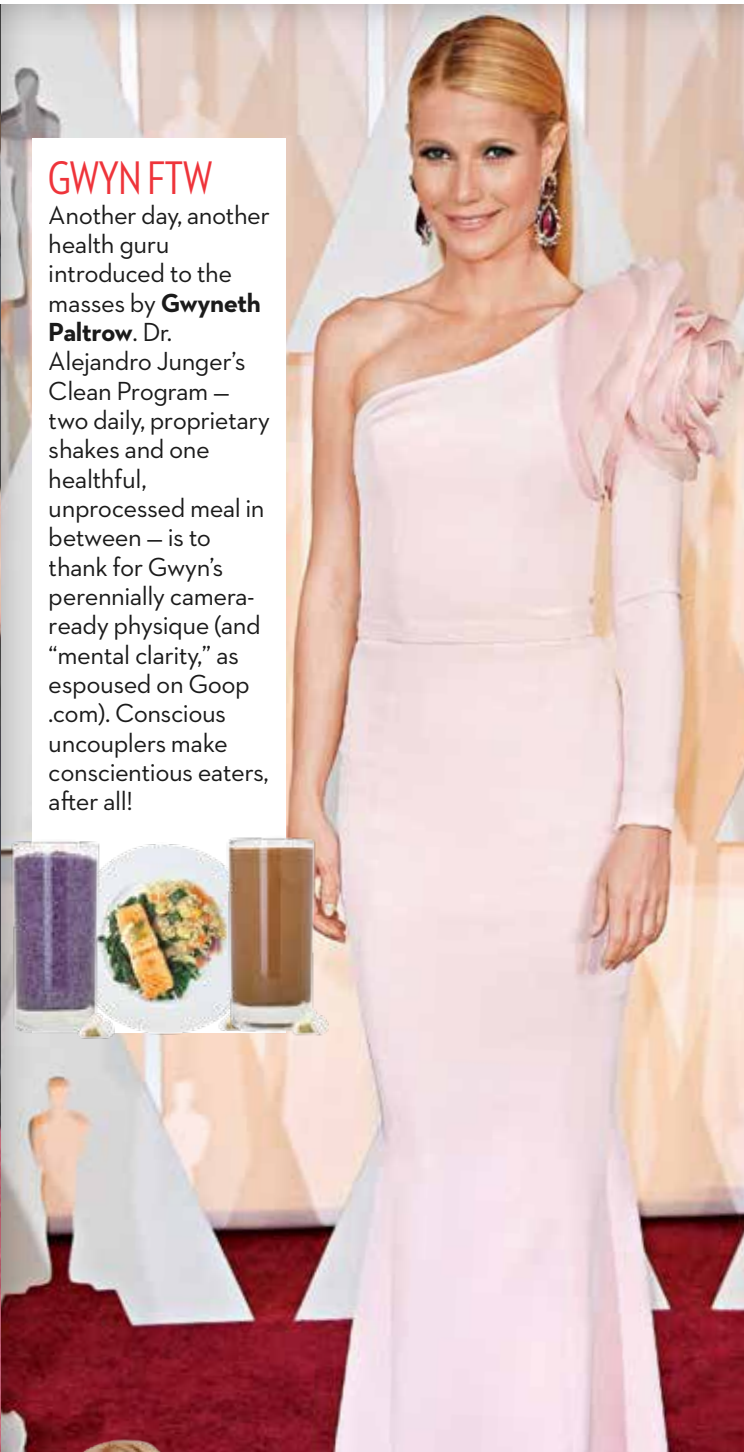 GWYN FTW
Another day, another
health guru
introduced to the
masses by Gwyneth
Paltrow. Dr.
Alejandro Junger’s
Clean Program —
two daily, proprietary
shakes and one
healthful,
unprocessed meal in
between — is to
thank for Gwyn’s
perennially camera-
ready physique (and
“mental clarity,” as
espoused on Goop
.com). Conscious
uncouplers make
conscientious eaters,
after all!